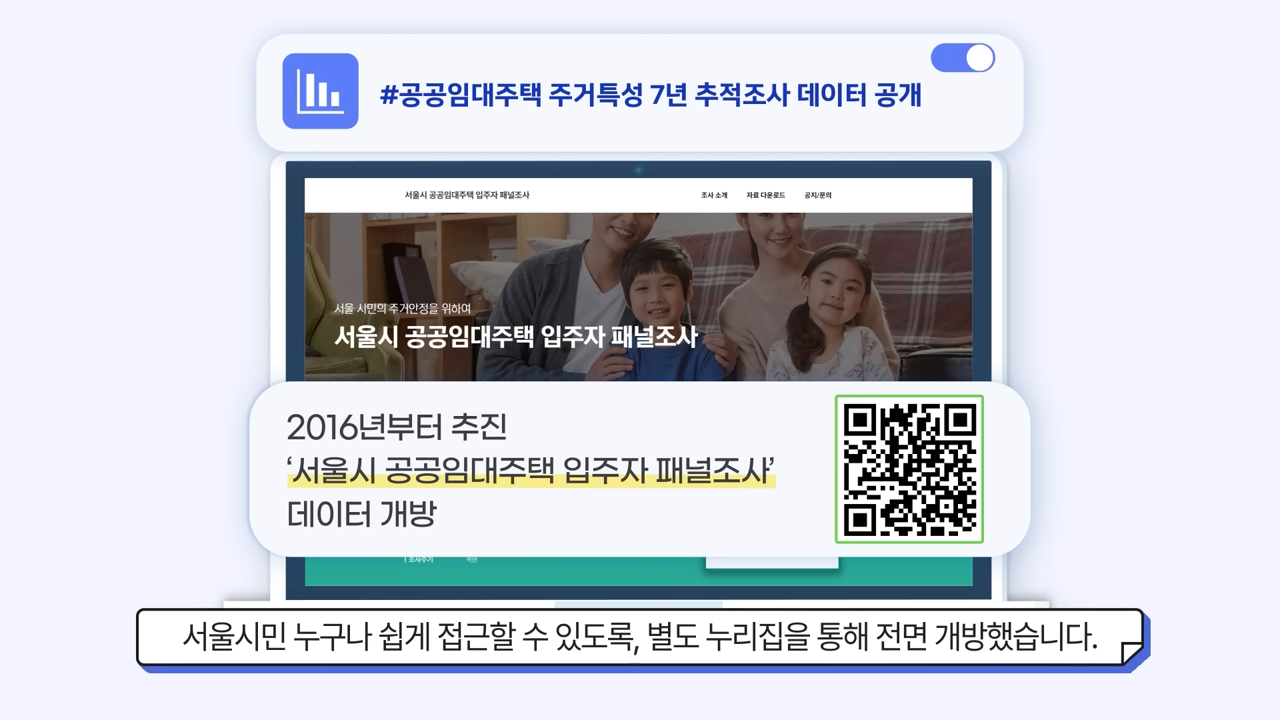 #공공임대주택 주거특성 7년 추적조사 데이터 공개
서울시 공공임대주택 입주자 패널조사
조사 소개 자료 다운로드 공지/문의
서울 시민의 주거안정을 위하여
서울시 공공임대주택 입주자 패널조사
2016년부터 추진
‘서울시 공공임대주택 입주자 패널조사’
데이터 개방
서울시민 누구나 쉽게 접근할 수 있도록, 별도 누리집을 통해 전면 개방했습니다.